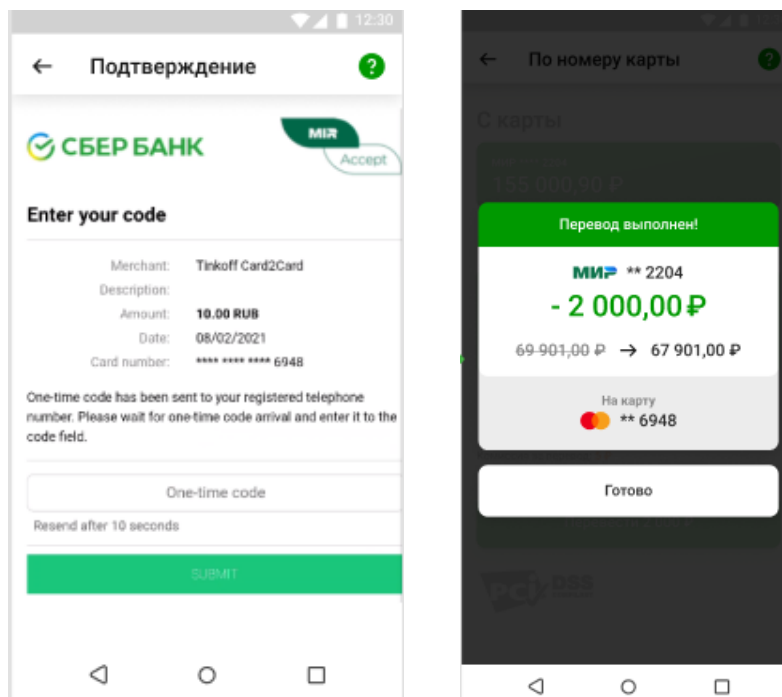 12:30
Подтверждение
?
СБЕР БАНК
MIR
Accept
Enter your code
Merchant: Tinkoff Card2Card
Description:
Amount: 10.00 RUB
Date: 08/02/2021
Card number: **** **** **** 6948
One-time code has been sent to your registered telephone
number. Please wait for one-time code arrival and enter it to the
code field.
One-time code
Resend after 10 seconds
SUBMIT
По номеру карты
?
С карты
155 000,90 ₽
Перевод выполнен!
МИР ** 2204
- 2 000,00 ₽
69 901,00 ₽ → 67 901,00 ₽
На карту
** 6948
Готово
PCI DSS